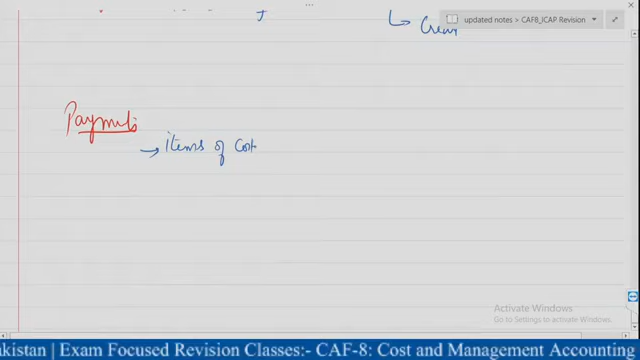 updated notes > CAF8_ICAP Revision
Payments
→ items of cost
Activate Windows
Go to Settings to activate Windows.
akistan | Exam Focused Revision Classes:- CAF-8: Cost and Management Accounting